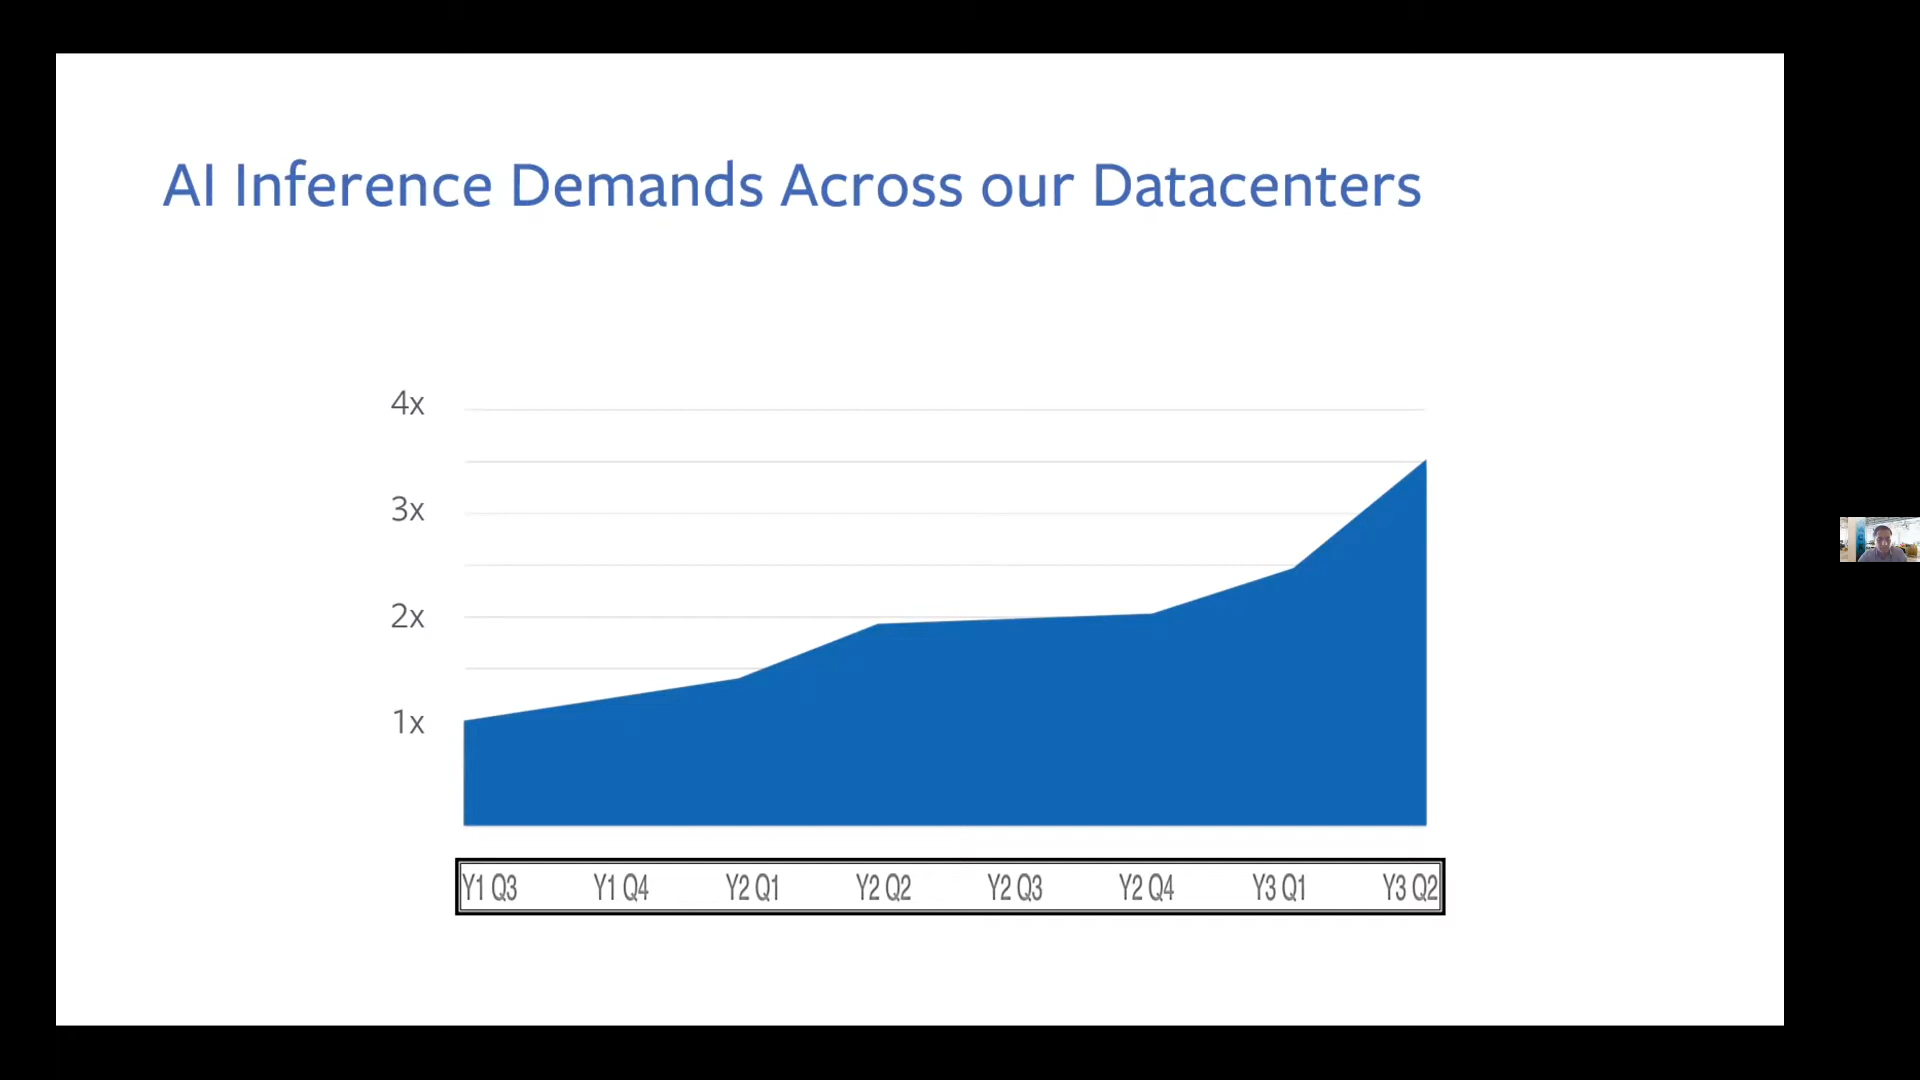 AI Inference Demands Across our Datacenters
4x
3x
2x
1x
Y1 Q3 Y1 Q4 Y2 Q1 Y2 Q2 Y2 Q3 Y2 Q4 Y3 Q1 Y3 Q2